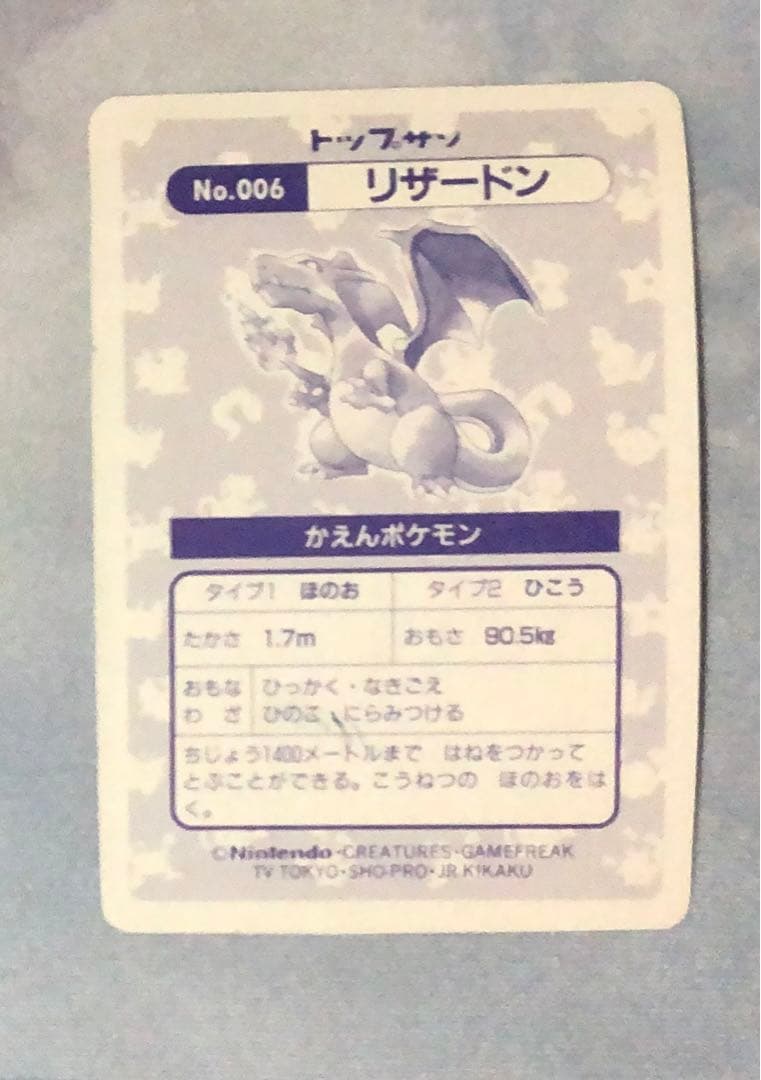 トップサン
No.006 リザードン
かえんポケモン
タイプ1 ほのお タイプ2 ひこう
たかさ 1.7m おもさ 90.5kg
おもな ひっかく・なきごえ
わざ ひのこ にらみつける
ちじょう1400メートルまで はねをつかって
とぶことができる。こうねつの ほのおをは
く。
©Nintendo・CREATURES・GAMEFREAK
TV TOKYO・SHO-PRO・JR KIKAKU